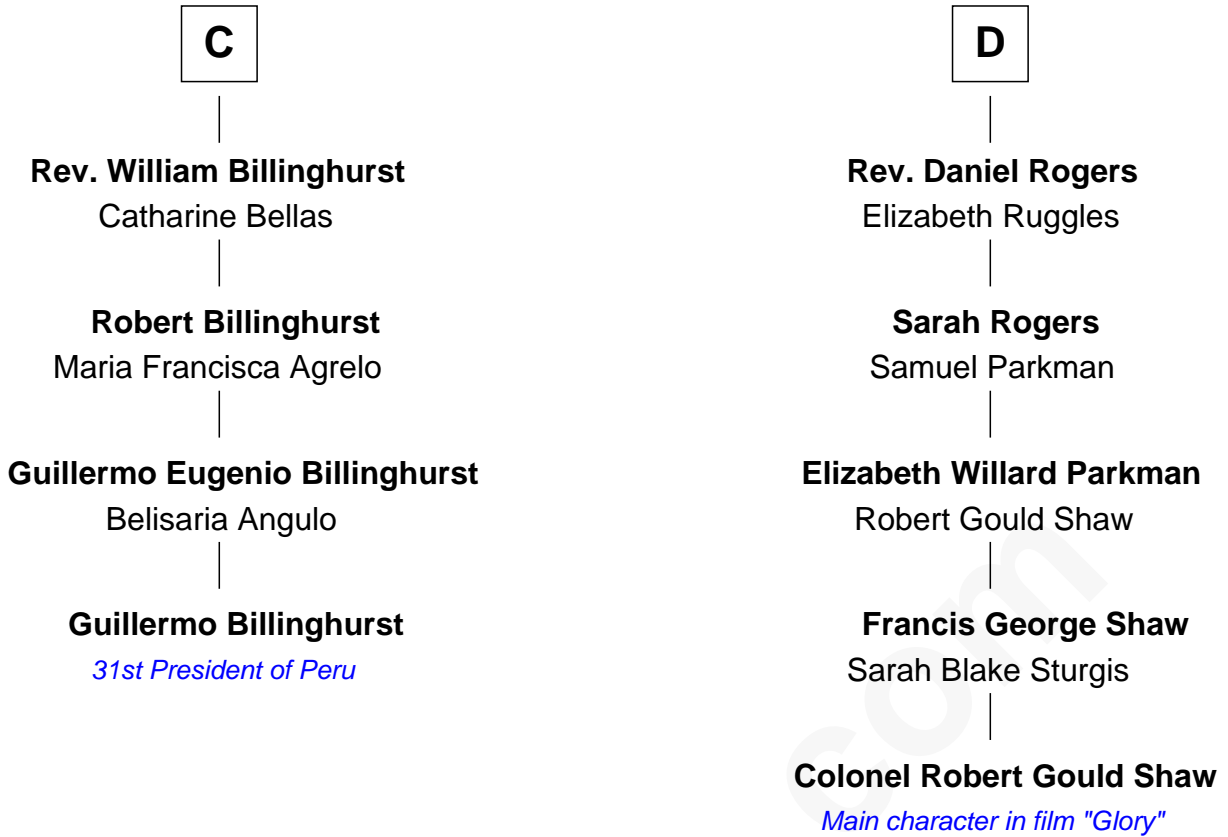 C
Rev. William Billinghurst
Catharine Bellas
Robert Billinghurst
Maria Francisca Agrelo
Guillermo Eugenio Billinghurst
Belisaria Angulo
Guillermo Billinghurst
31st President of Peru
D
Rev. Daniel Rogers
Elizabeth Ruggles
Sarah Rogers
Samuel Parkman
Elizabeth Willard Parkman
Robert Gould Shaw
Francis George Shaw
Sarah Blake Sturgis
Colonel Robert Gould Shaw
Main character in film "Glory"
com